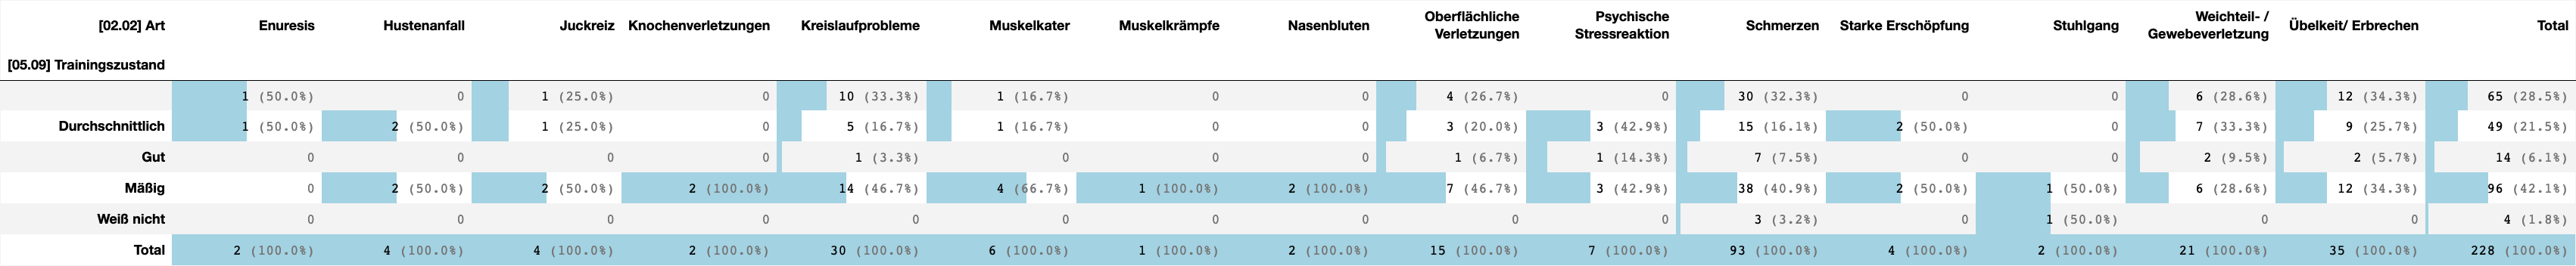 [02.02] Art Enuresis Hustenanfall Juckreiz Knochenverletzungen Kreislaufprobleme Muskelkater Muskelkrämpfe Nasenbluten Oberflächliche Verletzungen Psychische Stressreaktion Schmerzen Starke Erschöpfung Stuhlgang Weichteil- / Gewebeverletzung Übelkeit/ Erbrechen Total
[05.09] Trainingszustand
1 (50.0%) 0 1 (25.0%) 0 10 (33.3%) 1 (16.7%) 0 0 4 (26.7%) 0 30 (32.3%) 0 0 6 (28.6%) 12 (34.3%) 65 (28.5%)
Durchschnittlich 1 (50.0%) 2 (50.0%) 1 (25.0%) 0 5 (16.7%) 1 (16.7%) 0 0 3 (20.0%) 3 (42.9%) 15 (16.1%) 2 (50.0%) 0 7 (33.3%) 9 (25.7%) 49 (21.5%)
Gut 0 0 0 0 1 (3.3%) 0 0 0 1 (6.7%) 1 (14.3%) 7 (7.5%) 0 0 2 (9.5%) 2 (5.7%) 14 (6.1%)
Mäßig 0 2 (50.0%) 2 (50.0%) 2 (100.0%) 14 (46.7%) 4 (66.7%) 1 (100.0%) 2 (100.0%) 7 (46.7%) 3 (42.9%) 38 (40.9%) 2 (50.0%) 1 (50.0%) 6 (28.6%) 12 (34.3%) 96 (42.1%)
Weiß nicht 0 0 0 0 0 0 0 0 0 0 3 (3.2%) 0 1 (50.0%) 0 0 4 (1.8%)
Total 2 (100.0%) 4 (100.0%) 4 (100.0%) 2 (100.0%) 30 (100.0%) 6 (100.0%) 1 (100.0%) 2 (100.0%) 15 (100.0%) 7 (100.0%) 93 (100.0%) 4 (100.0%) 2 (100.0%) 21 (100.0%) 35 (100.0%) 228 (100.0%)